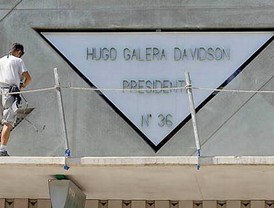 HUGO GALERA DAVIDSON
PRESIDENTE
Nº 36